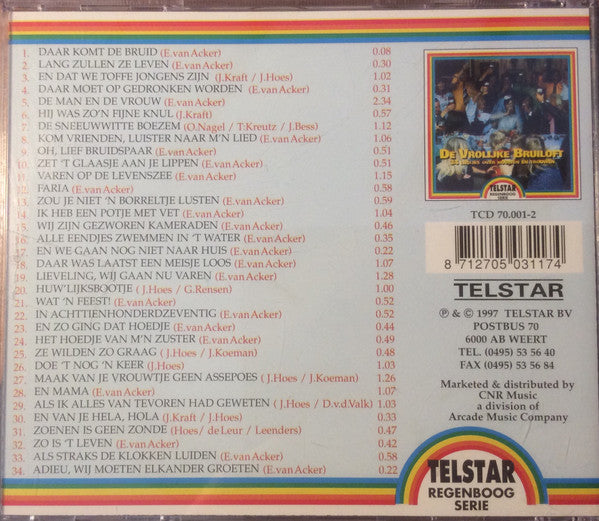 1. DAAR KOMT DE BRUID (E.van Acker) 0.08
2. LANG ZULLEN ZE LEVEN (E.van Acker) 0.30
3. EN DAT WE TOFFE JONGENS ZIJN (J.Kraft / J.Hoes) 1.02
4. DAAR MOET OP GEDRONKEN WORDEN (E.van Acker) 0.31
5. DE MAN EN DE VROUW (E.van Acker) 2.34
6. HIJ WAS ZO'N FIJNE KNUL (J.Kraft) 0.57
7. DE SNEEUWWITTE BOEZEM (O.Nagel / T.Kreutz / J.Bess) 1.12
8. KOM VRIENDEN, LUISTER NAAR M'N LIED (E.van Acker) 1.06
9. OH, LIEF BRUIDSPAAR (E.van Acker) 0.51
10. ZET 'T GLAASJE AAN JE LIPPEN (E.van Acker) 0.51
11. VAREN OP DE LEVENSZEE (E.van Acker) 1.15
12. FARIA (E.van Acker) 0.58
13. ZOU JE NIET 'N BORRELTJE LUSTEN (E.van Acker) 0.59
14. IK HEB EEN POTJE MET VET (E.van Acker) 1.04
15. WIJ ZIJN GEZWOREN KAMERADEN (E.van Acker) 0.46
16. ALLE EENDJES ZWEMMEN IN 'T WATER (E.van Acker) 0.35
17. EN WE GAAN NOG NIET NAAR HUIS (E.van Acker) 0.22
18. DAAR WAS LAATST EEN MEISJE LOOS (E.van Acker) 1.07
19. LIEVELING, WIJ GAAN NU VAREN (E.van Acker) 1.28
20. HUW'LIJKSBOOTJE (J.Hoes / G.Rensen) 1.00
21. WAT 'N FEEST! (E.van Acker) 0.52
22. IN ACHTTIENHONDERDZEVENTIG (E.van Acker) 0.52
23. EN ZO GING DAT HOEDJE (E.van Acker) 0.44
24. HET HOEDJE VAN M'N ZUSTER (E.van Acker) 0.49
25. ZE WILDEN ZO GRAAG (J.Hoes / J.Koeman) 0.58
26. DOE 'T NOG 'N KEER (J.Hoes) 1.03
27. MAAK VAN JE VROUWTJE GEEN ASSEPOES (J.Hoes / J.Koeman) 1.26
28. EN MAMA (E.van Acker) 1.07
29. ALS IK ALLES VAN TEVOREN HAD GEWETEN (J.Hoes / D.v.d.Valk) 1.03
30. EN VAN JE HELA, HOLA (J.Kraft / J.Hoes) 0.33
31. ZOENEN IS GEEN ZONDE (Hoes/ de Leur / Leenders) 0.47
32. ZO IS 'T LEVEN (E.van Acker) 0.42
33. ALS STRAKS DE KLOKKEN LUIDEN (E.van Acker) 0.58
34. ADIEU, WIJ MOETEN ELKANDER GROETEN (E.van Acker) 0.22
DE VROLIJKE BRUILOFT
TELSTAR
REGENBOOG
SERIE
TCD 70.001-2
8 712705 031174
TELSTAR
℗ & © 1997 TELSTAR BV
POSTBUS 70
6000 AB WEERT
TEL. (0495) 53 56 40
FAX (0495) 53 56 84
Marketed & distributed by
CNR Music
a division of
Arcade Music Company
TELSTAR
REGENBOOG
SERIE